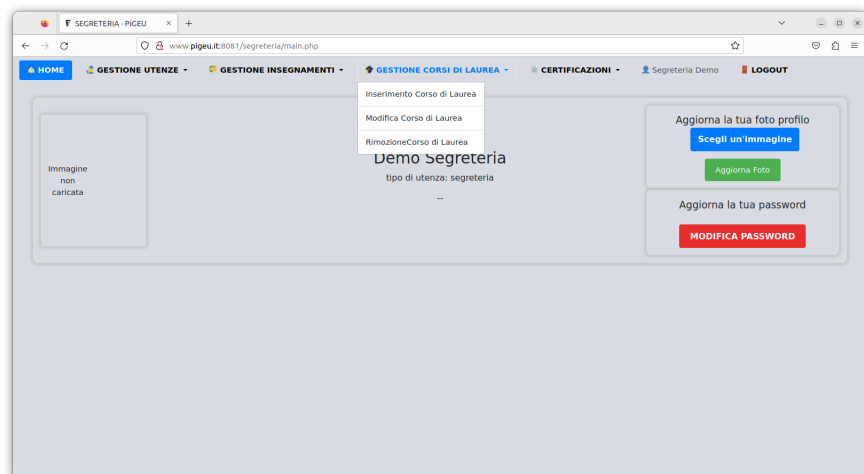 SEGRETERIA - PiGEU
www.pigeu.it:8081/segreteria/main.php
HOME GESTIONE UTENZE GESTIONE INSEGNAMENTI GESTIONE CORSI DI LAUREA CERTIFICAZIONI Segreteria Demo LOGOUT
Inserimento Corso di Laurea
Modifica Corso di Laurea
RimozioneCorso di Laurea
Immagine
non
caricata
Demo Segreteria
tipo di utenza: segreteria
--
Aggiorna la tua foto profilo
Scegli un'immagine
Aggiorna Foto
Aggiorna la tua password
MODIFICA PASSWORD